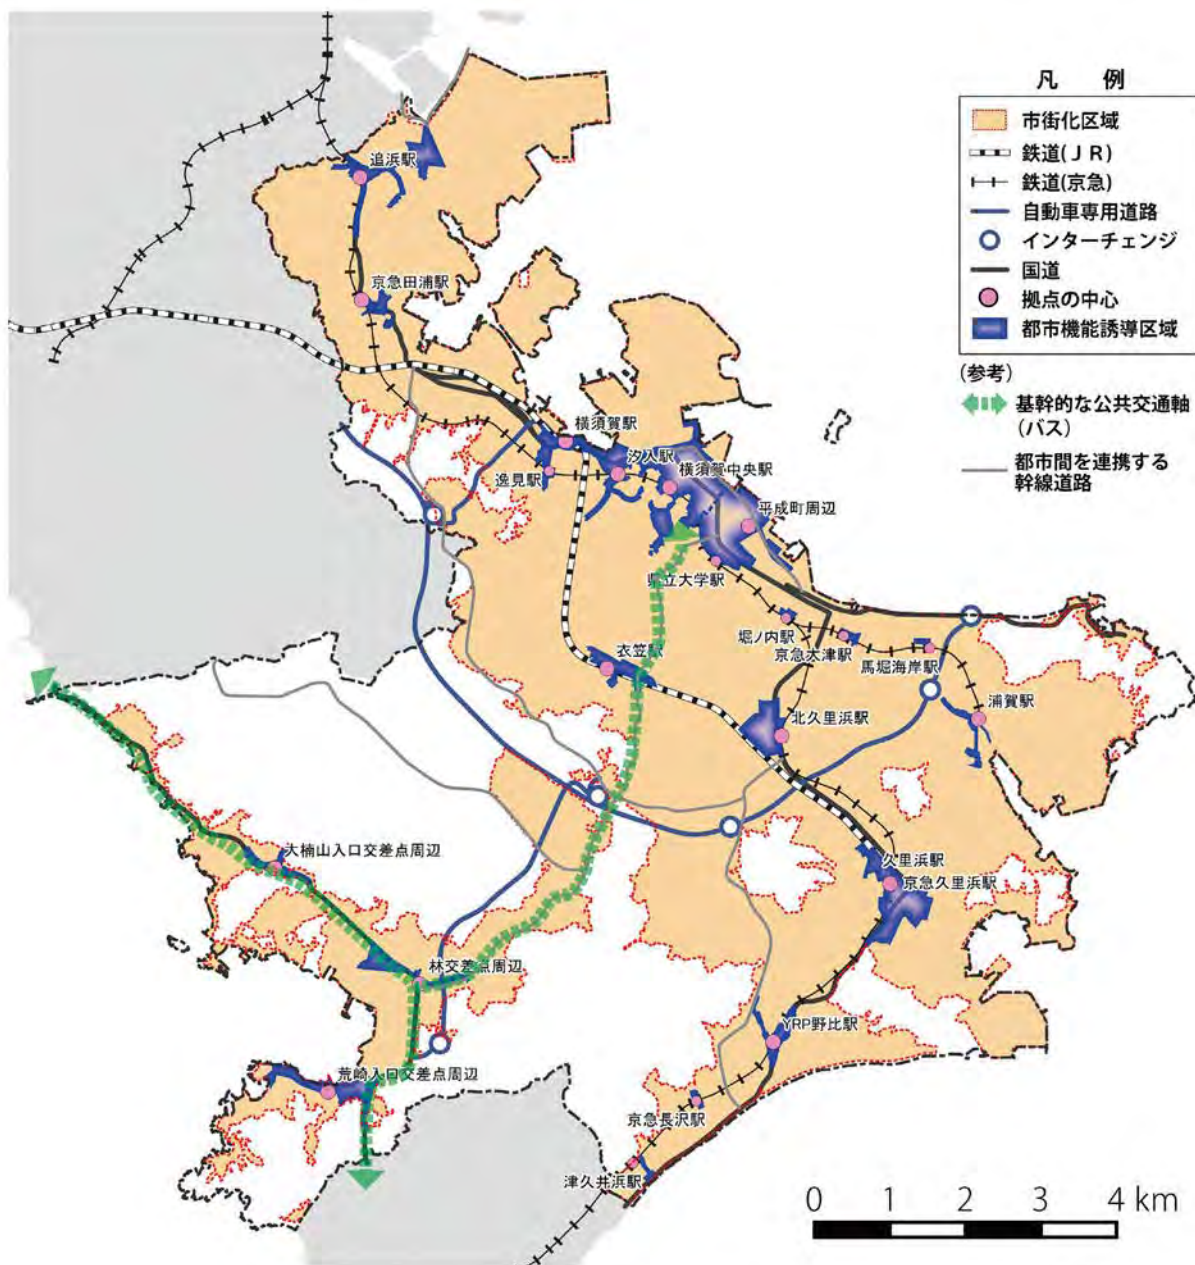 凡 例
市街化区域
鉄道(ＪＲ)
鉄道(京急)
自動車専用道路
インターチェンジ
国道
拠点の中心
都市機能誘導区域
(参考)
基幹的な公共交通軸
(バス)
都市間を連携する
幹線道路
追浜駅
京急田浦駅
横須賀駅
汐入駅
逸見駅
横須賀中央駅
平成町周辺
県立大学駅
堀ノ内駅
京急大津駅
馬堀海岸駅
衣笠駅
浦賀駅
北久里浜駅
大楠山入口交差点周辺
久里浜駅
京急久里浜駅
林交差点周辺
YRP野比駅
荒崎入口交差点周辺
京急長沢駅
津久井浜駅
0 1 2 3 4 km